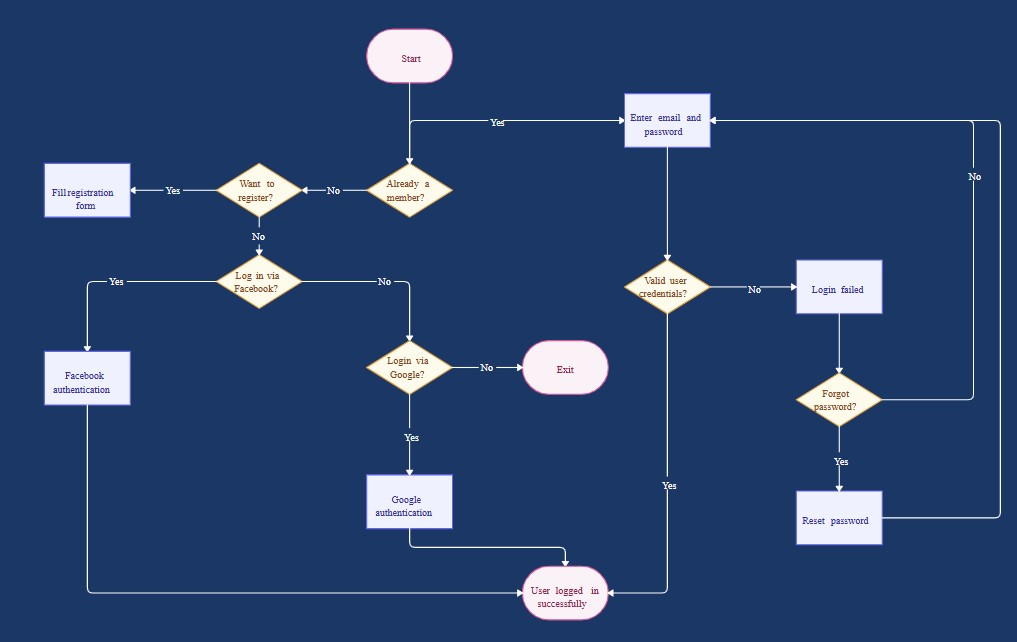 Start
Yes
Enter email and
password
No
Fill registration
form
Yes
Want to
register?
No
Already a
member?
No
Yes
Log in via
Facebook?
No
Valid user
credentials?
No
Login failed
Facebook
authentication
Login via
Google?
No
Exit
Forgot
password?
Yes
Yes
Google
authentication
Yes
Reset password
User logged in
successfully